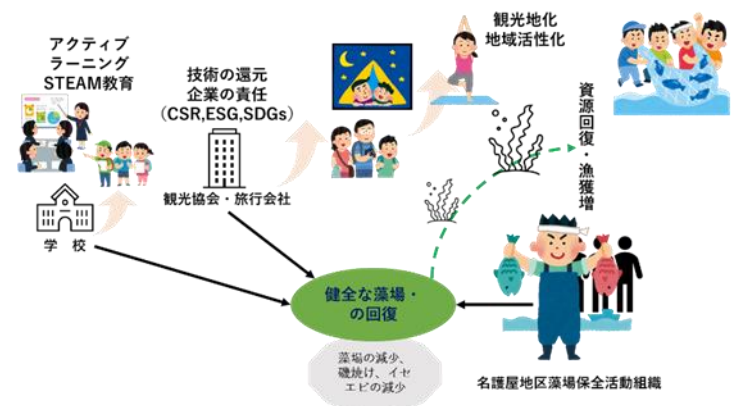 アクティブ
ラーニング
STEAM教育
技術の還元
企業の責任
(CSR,ESG,SDGs)
観光地化
地域活性化
資源回復・漁獲増
学　校
観光協会・旅行会社
健全な藻場・
の回復
藻場の減少、
磯焼け、イセ
エビの減少
名護屋地区藻場保全活動組織